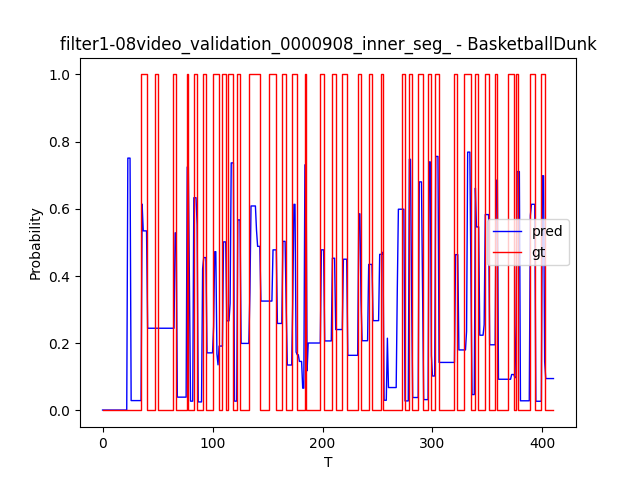 filter1-08video_validation_0000908_inner_seg_ - BasketballDunk
1.0
0.8
0.6
0.4
0.2
0.0
Probability
pred
gt
0
100
200
300
400
T